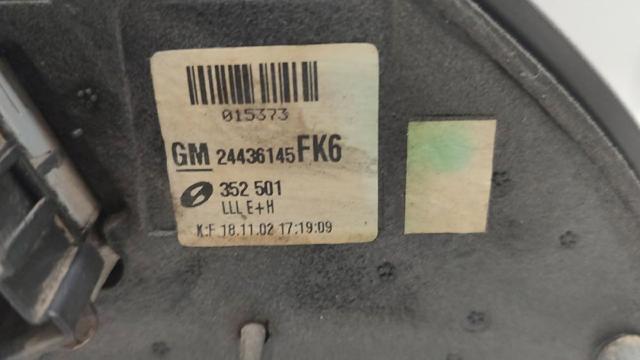 015373
GM 24436145 FK6
352 501
LLL E+H
K:F 18.11.02 17:19:09